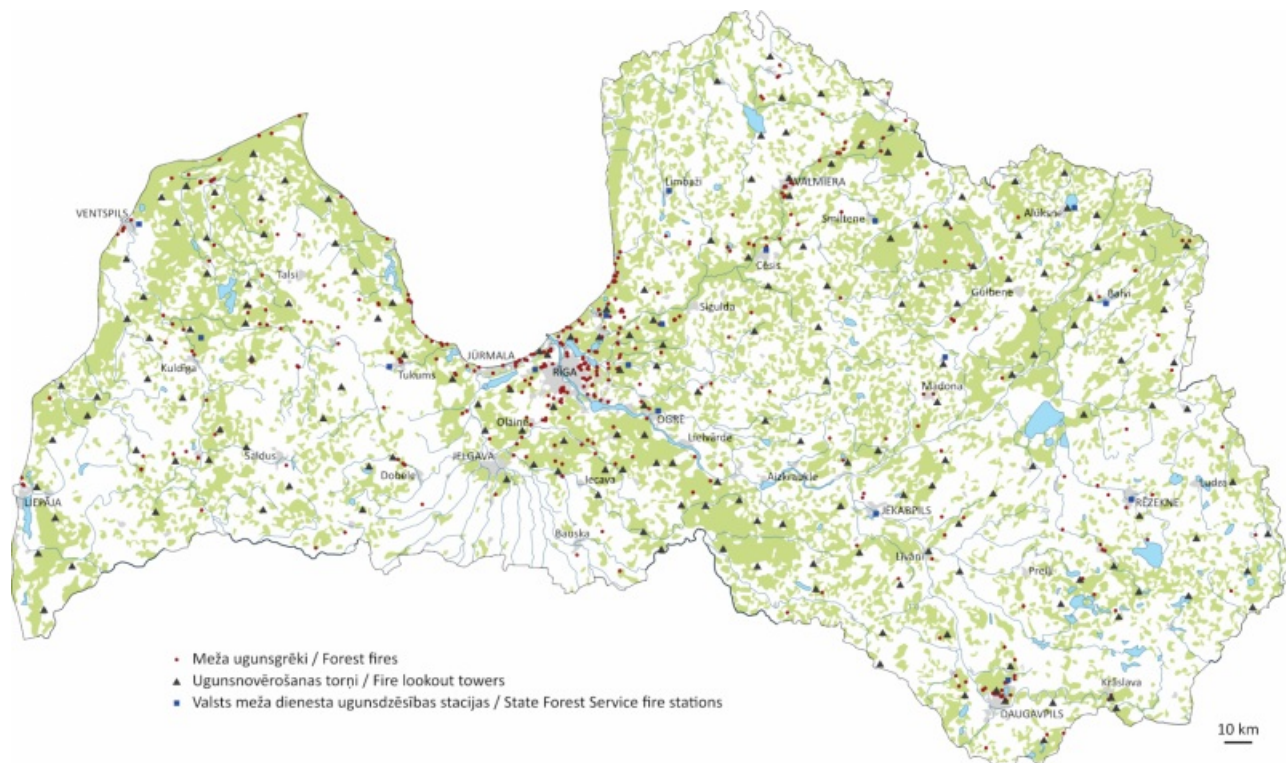 VALMIERA
Limbaži
VENTSPILS
Smiltene
Alūksne
Cēsis
Talsi
Gulbene
Balvi
Sigulda
JŪRMALA
RĪGA
Kuldīga
Tukums
Madona
OGRE
Olaine
Lielvārde
JELGAVA
Saldus
Dobele
Iecava
Aizkraukle
Ludza
LIEPĀJA
RĒZEKNE
JĒKABPILS
Bauska
Līvāni
Preiļi
Meža ugunsgrēki / Forest fires
Ugunsnovērošanas torņi / Fire lookout towers
Krāslava
Valsts meža dienesta ugunsdzēsības stacijas / State Forest Service fire stations
DAUGAVPILS
10 km